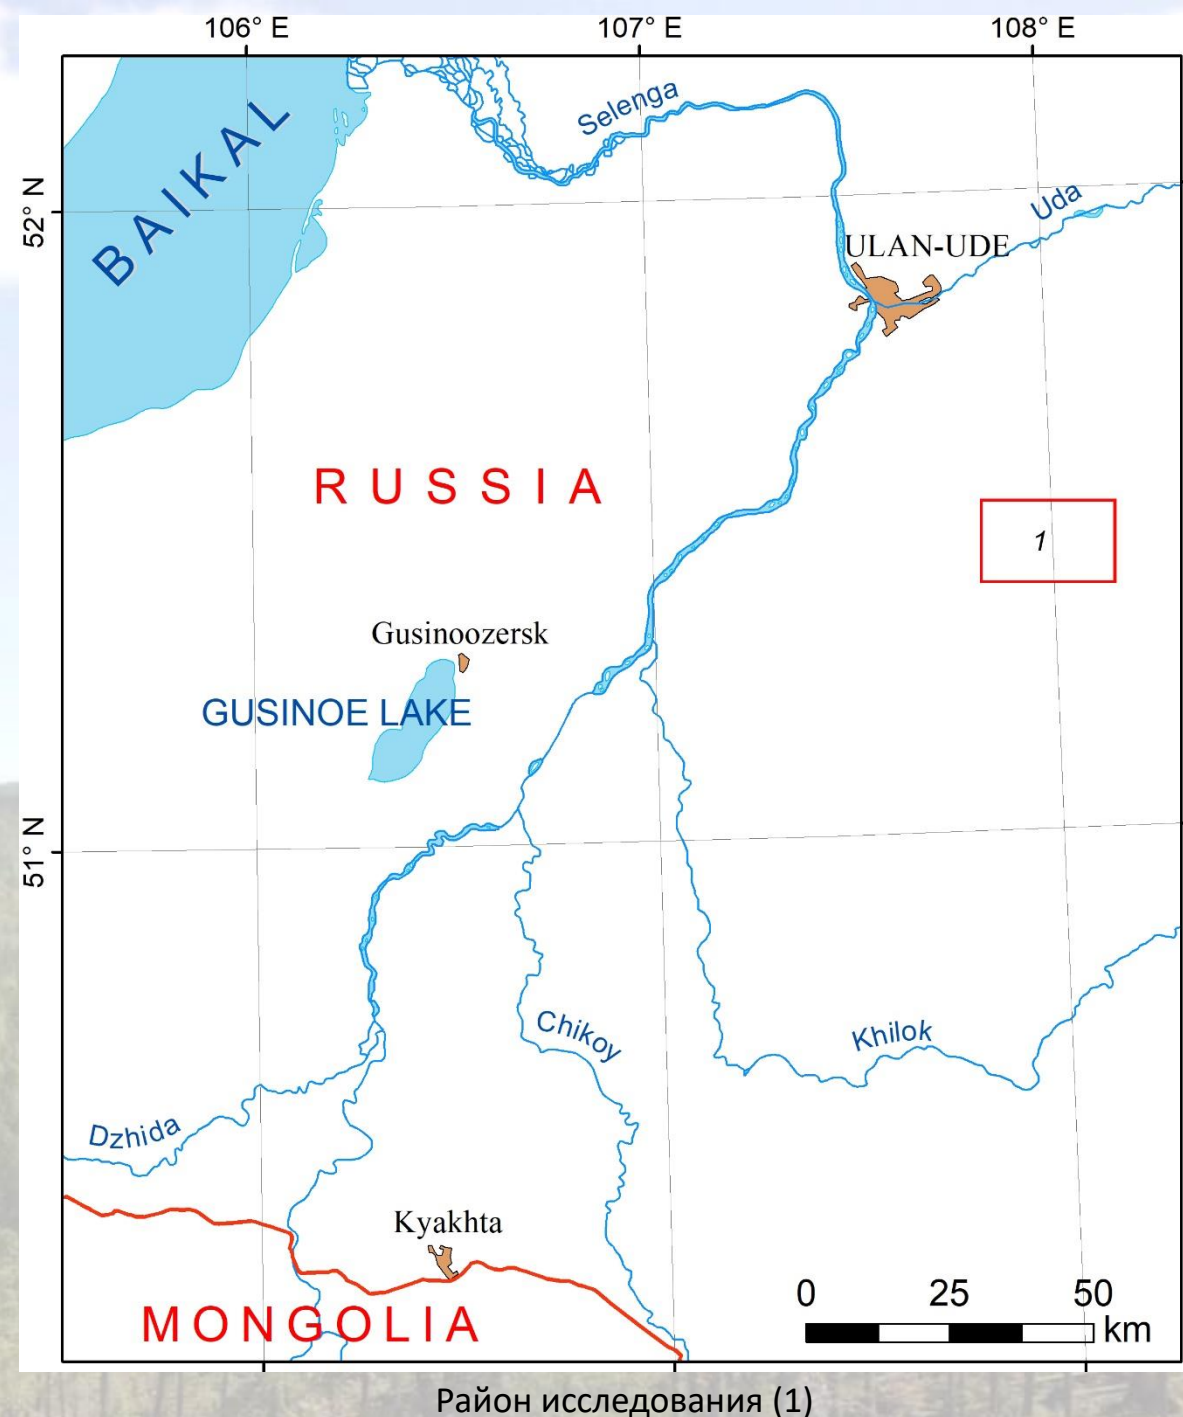 106° E 107° E 108° E
52° N
51° N
BAIKAL
Selenga
Uda
ULAN-UDE
RUSSIA
1
Gusinoozersk
GUSINOE LAKE
Chikoy
Khilok
Dzhida
Kyakhta
MONGOLIA
0 25 50
km
Район исследования (1)